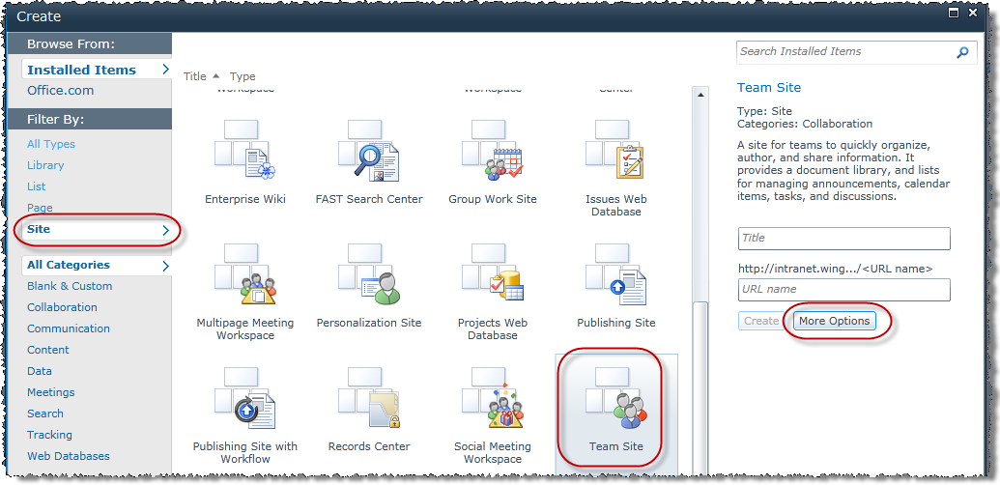 Create
Browse From:
Installed Items
Office.com
Filter By:
All Types
Library
List
Page
Site
All Categories
Blank & Custom
Collaboration
Communication
Content
Data
Meetings
Search
Tracking
Web Databases
Title Type
Workspace Workspace Center
Enterprise Wiki
FAST Search Center
Group Work Site
Issues Web
Database
Multipage Meeting
Workspace
Personalization Site
Projects Web
Database
Publishing Site
Publishing Site with
Workflow
Records Center
Social Meeting
Workspace
Team Site
Search Installed Items
Team Site
Type: Site
Categories: Collaboration
A site for teams to quickly organize,
author, and share information. It
provides a document library, and lists
for managing announcements, calendar
items, tasks, and discussions.
Title
http://intranet.wing.../<URL name>
URL name
Create More Options